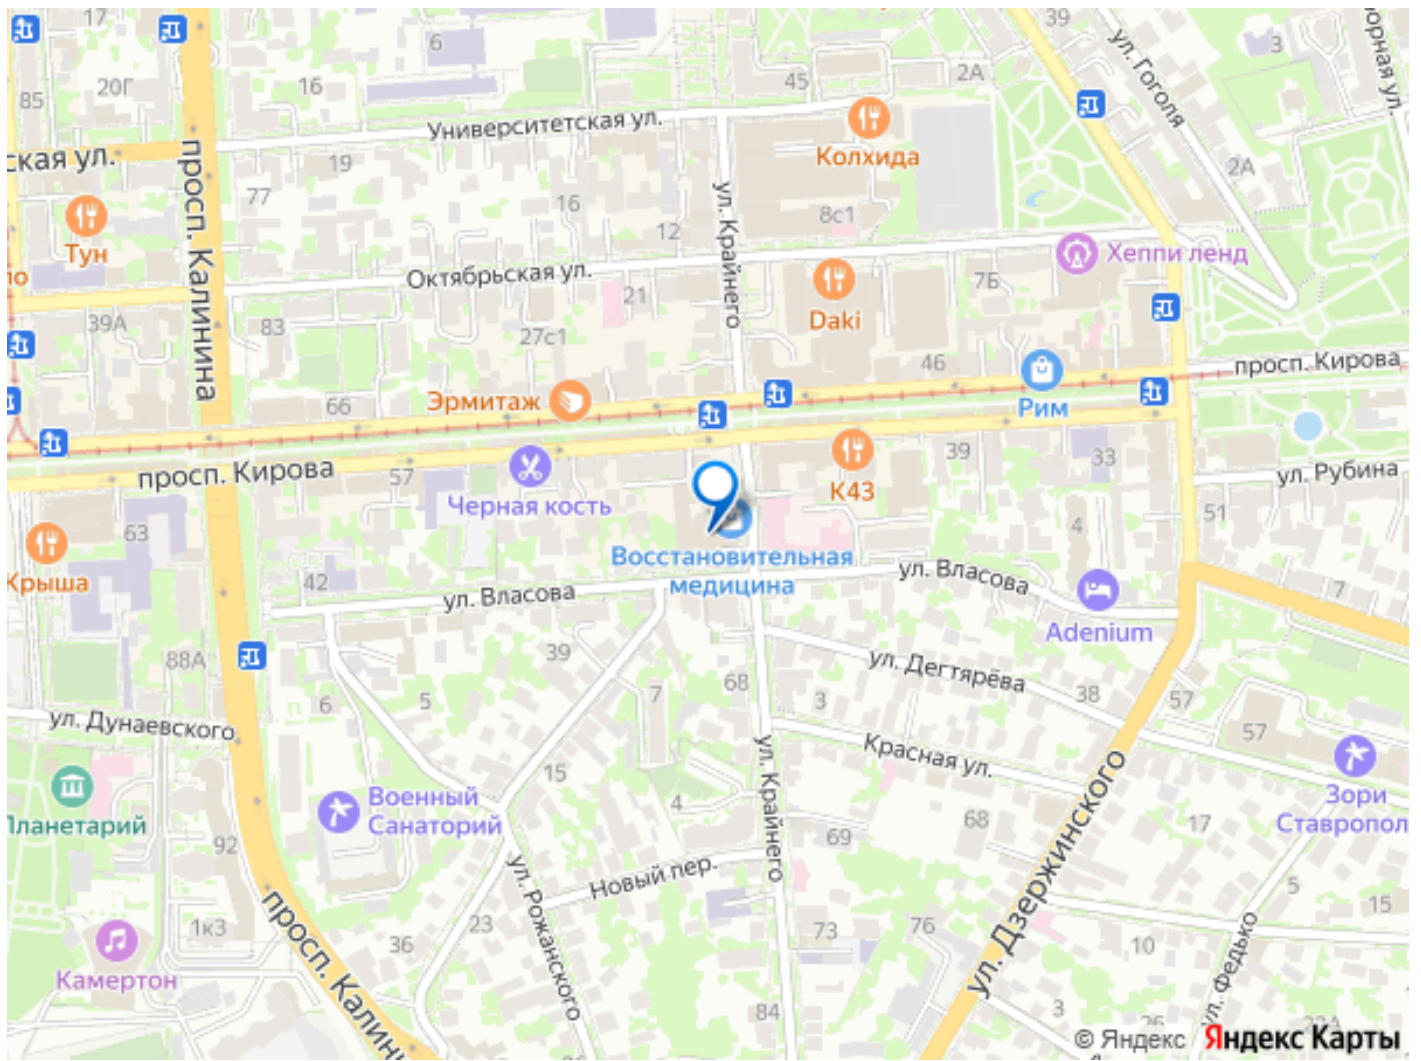 17
6
39
ул. Гоголя
3
орная ул.
20Г
16
45
2А
85
Университетская ул.
ская ул.
19
Колхида
2А
просп. Калинина
77
16
ул. Крайнего
8с1
Тун
12
Хеппи ленд
ло
Октябрьская ул.
21
7Б
39А
83
27с1
Daki
46
просп. Кирова
66
Эрмитаж
Рим
просп. Кирова
57
39
33
ул. Рубина
Черная кость
К43
63
51
4
Восстановительная
медицина
Крыша
42
ул. Власова
ул. Власова
7
Adenium
88А
39
ул. Дегтярёва
6
5
7
68
3
38
57
ул. Дунаевского
57
Красная ул.
15
ул. Крайнего
Военный
Санаторий
4
Планетарий
Зори
Ставропол
92
69
68
17
ул. Дзержинского
Новый пер.
ул. Рожанского
5
1к3
23
73
76
15
просп. Калин
36
10
ул. Федько
Камертон
84
3
26
© Яндекс Яндекс Карты